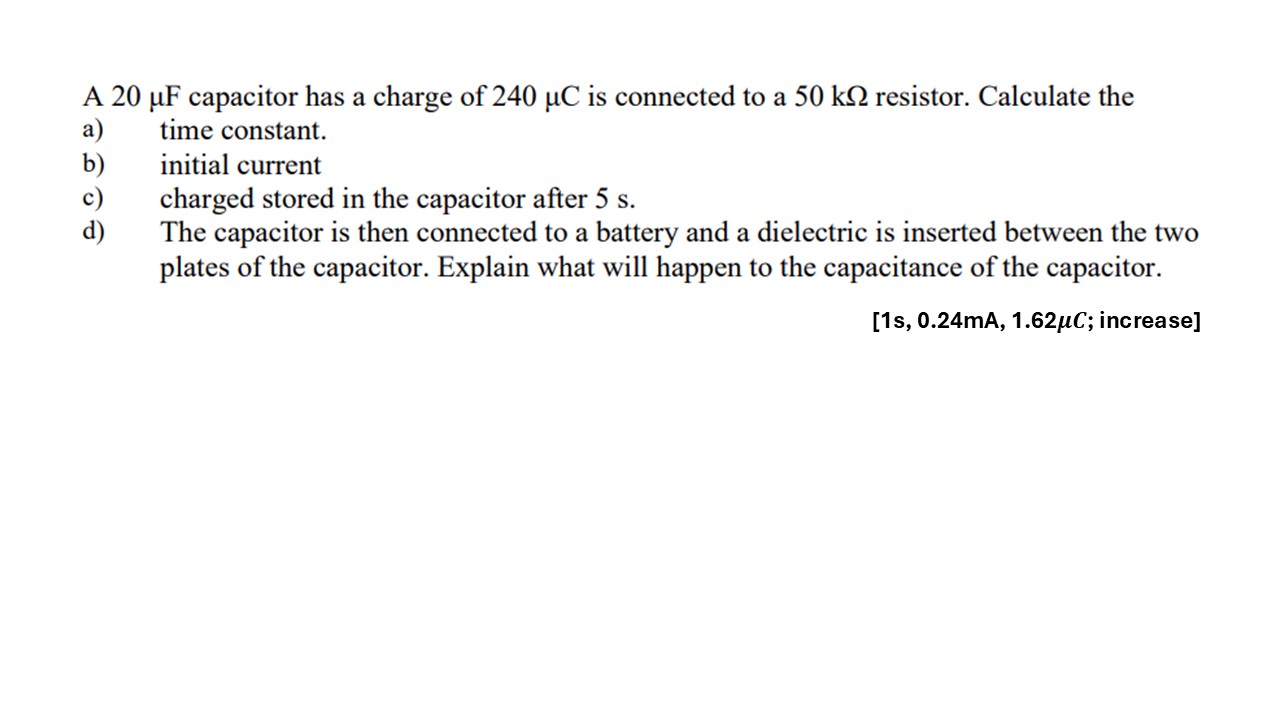 A 20 μF capacitor has a charge of 240 μC is connected to a 50 kΩ resistor. Calculate the
a) time constant.
b) initial current
c) charged stored in the capacitor after 5 s.
d) The capacitor is then connected to a battery and a dielectric is inserted between the two
plates of the capacitor. Explain what will happen to the capacitance of the capacitor.
[1s, 0.24mA, 1.62μC; increase]